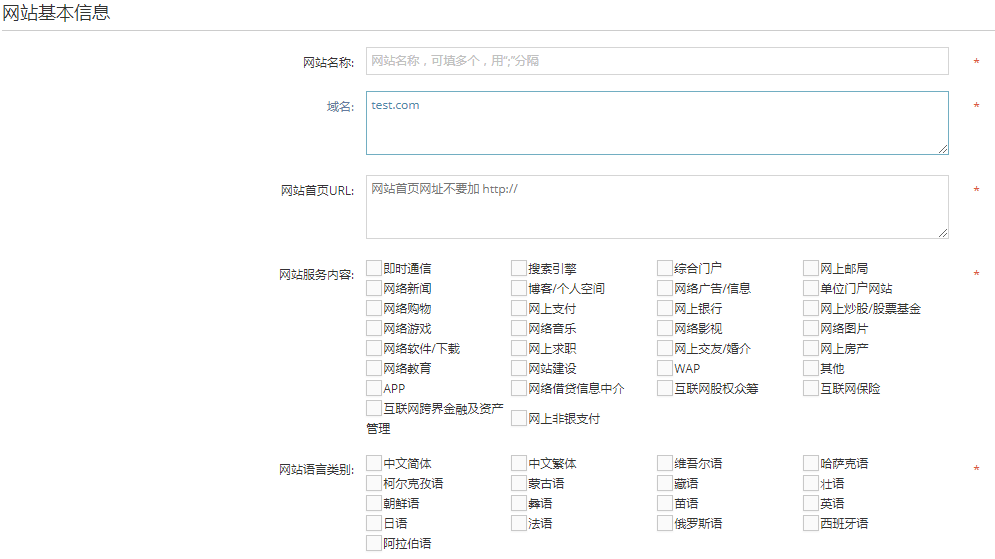 网站基本信息
网站名称: 网站名称，可填多个，用";"分隔 *
域名: test.com *
网站首页URL: 网站首页网址不要加 http:// *
网站服务内容: 即时通信 搜索引擎 综合门户 网上邮局 *
网络新闻 博客/个人空间 网络广告/信息 单位门户网站
网络购物 网上支付 网上银行 网上炒股/股票基金
网络游戏 网络音乐 网络影视 网络图片
网络软件/下载 网上求职 网上交友/婚介 网上房产
网络教育 网站建设 WAP 其他
APP 网络借贷信息中介 互联网股权众筹 互联网保险
互联网跨界金融及资产管理 网上非银支付
网站语言类别: 中文简体 中文繁体 维吾尔语 哈萨克语 *
柯尔克孜语 蒙古语 藏语 壮语
朝鲜语 彝语 苗语 英语
日语 法语 俄罗斯语 西班牙语
阿拉伯语